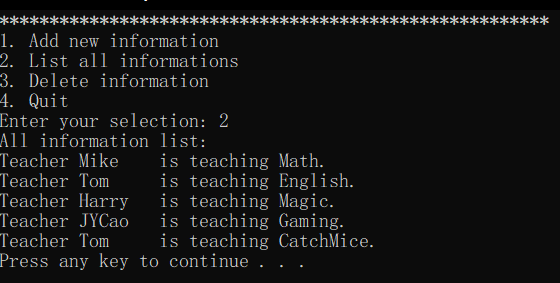 *******************************************************
1. Add new information
2. List all informations
3. Delete information
4. Quit
Enter your selection: 2
All information list:
Teacher Mike    is teaching Math.
Teacher Tom     is teaching English.
Teacher Harry   is teaching Magic.
Teacher JYCao   is teaching Gaming.
Teacher Tom     is teaching CatchMice.
Press any key to continue . . .